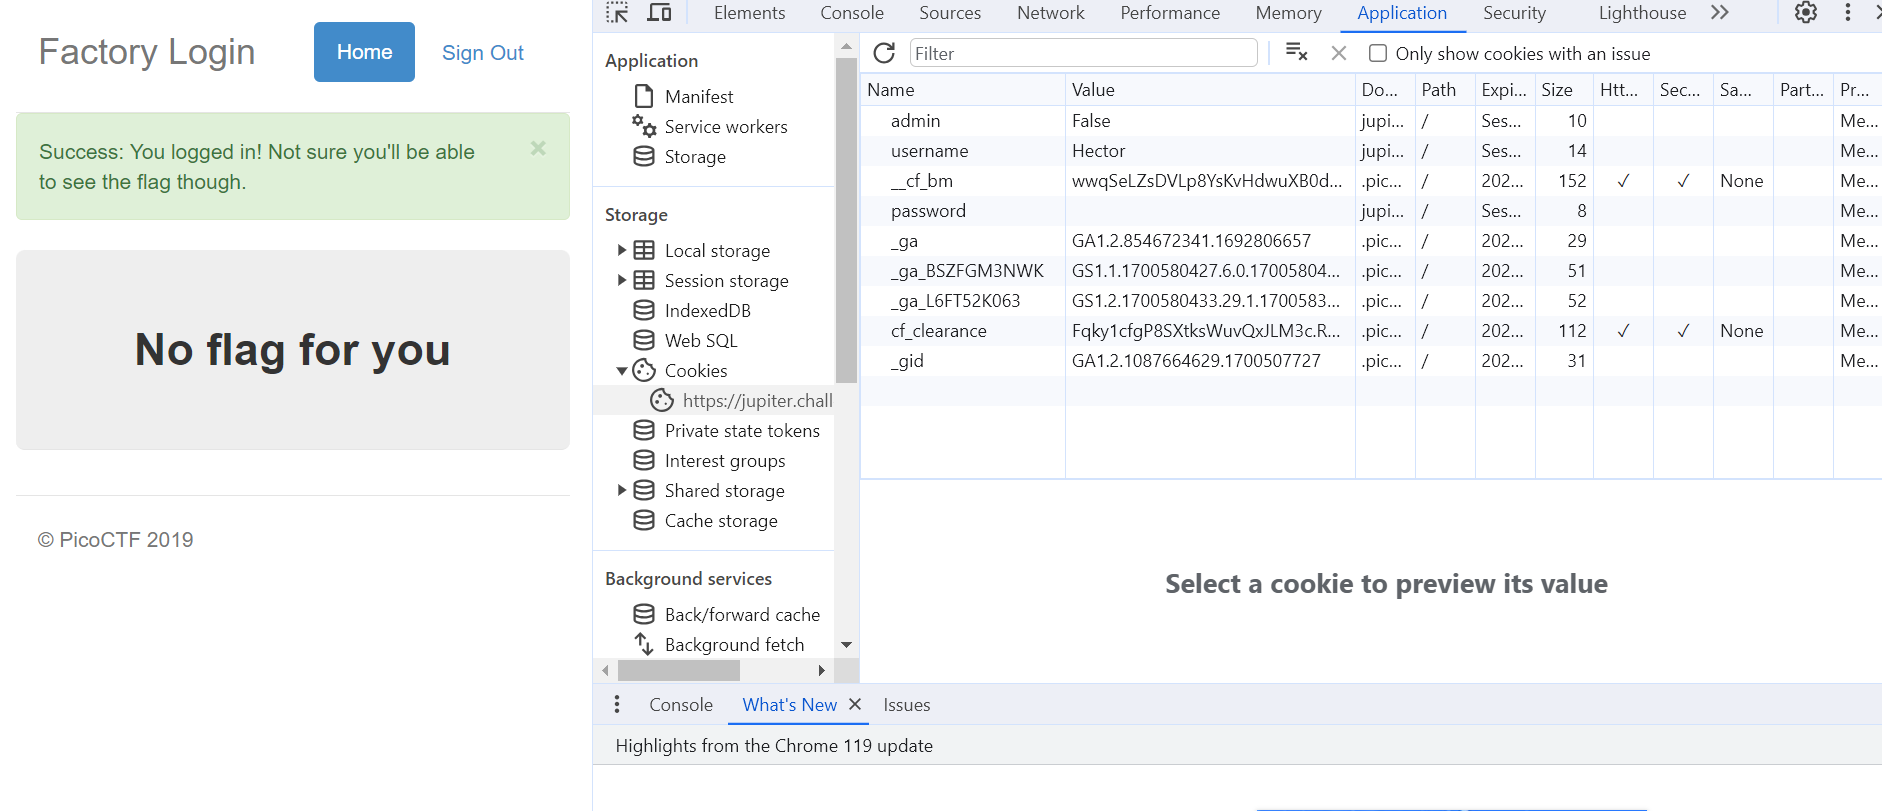 Factory Login
Home
Sign Out
Success: You logged in! Not sure you'll be able
to see the flag though.
×
No flag for you
© PicoCTF 2019
Elements Console Sources Network Performance Memory Application Security Lighthouse
Application
Manifest
Service workers
Storage
Storage
Local storage
Session storage
IndexedDB
Web SQL
Cookies
https://jupiter.chall
Private state tokens
Interest groups
Shared storage
Cache storage
Background services
Back/forward cache
Background fetch
Filter
Only show cookies with an issue
Name Value Do... Path Expi... Size Htt... Sec... Sa... Part... Pr...
admin False jupi... / Ses... 10 Me...
username Hector jupi... / Ses... 14 Me...
__cf_bm wwqSeLZsDVLp8YsKvHdwuXB0d... .pic... / 202... 152 ✓ ✓ None Me...
password jupi... / Ses... 8 Me...
_ga GA1.2.854672341.1692806657 .pic... / 202... 29 Me...
_ga_BSZFGM3NWK GS1.1.1700580427.6.0.17005804... .pic... / 202... 51 Me...
_ga_L6FT52K063 GS1.2.1700580433.29.1.1700583... .pic... / 202... 52 Me...
cf_clearance Fqky1cfgP8SXtksWuvQxJLM3c.R... .pic... / 202... 112 ✓ ✓ None Me...
_gid GA1.2.1087664629.1700507727 .pic... / 202... 31 Me...
Select a cookie to preview its value
Console What's New Issues
Highlights from the Chrome 119 update